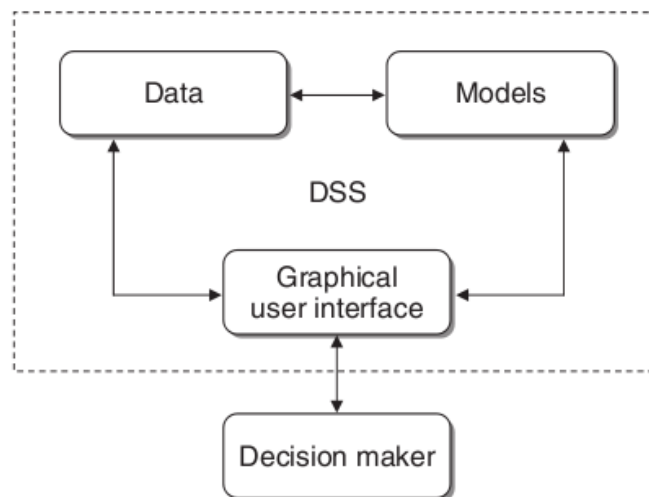 Data
Models
DSS
Graphical
user interface
Decision maker